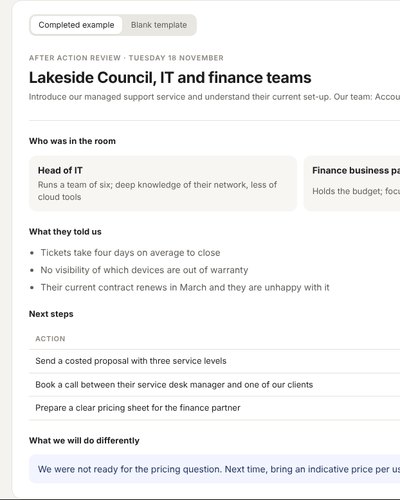 Completed example
Blank template
AFTER ACTION REVIEW · TUESDAY 18 NOVEMBER
Lakeside Council, IT and finance teams
Introduce our managed support service and understand their current set-up. Our team:
Who was in the room
Head of IT
Runs a team of six; deep knowledge of their network, less of
cloud tools
Finance business
Holds the budget;
What they told us
• Tickets take four days on average to close
• No visibility of which devices are out of warranty
• Their current contract renews in March and they are unhappy with it
Next steps
ACTION
Send a costed proposal with three service levels
Book a call between their service desk manager and one of our clients
Prepare a clear pricing sheet for the finance partner
What we will do differently
We were not ready for the pricing question. Next time, bring an indicative price per